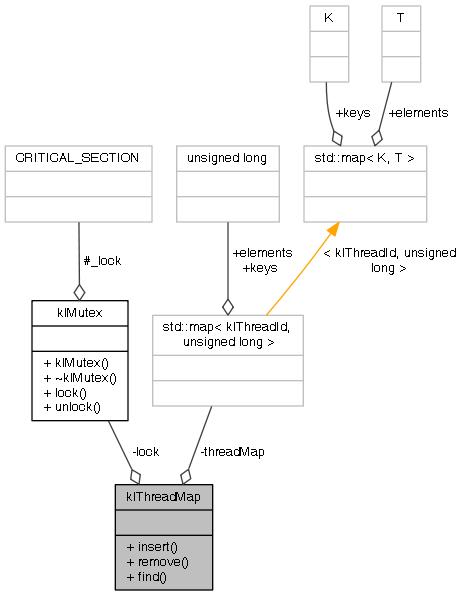 K
T
+keys
+elements
CRITICAL_SECTION
unsigned long
std::map< K, T >
#_lock
+elements
+keys
< klThreadId, unsigned
long >
klMutex
+ klMutex()
+ ~klMutex()
+ lock()
+ unlock()
std::map< klThreadId,
unsigned long >
-lock
-threadMap
klThreadMap
+ insert()
+ remove()
+ find()